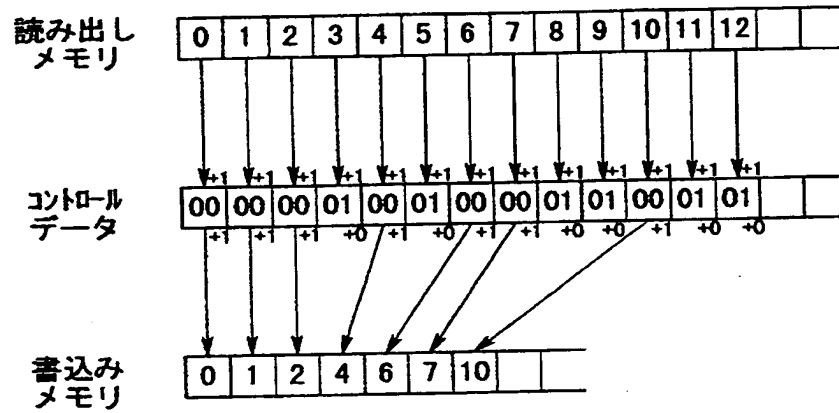 読み出し
メモリ
0 1 2 3 4 5 6 7 8 9 10 11 12
+1 +1 +1 +1 +1 +1 +1 +1 +1 +1 +1 +1 +1
コントロール
データ
00 00 00 01 00 01 00 00 01 01 00 01 01
+1 +1 +1 +0 +1 +0 +1 +1 +0 +0 +1 +0 +0
書込み
メモリ
0 1 2 4 6 7 10